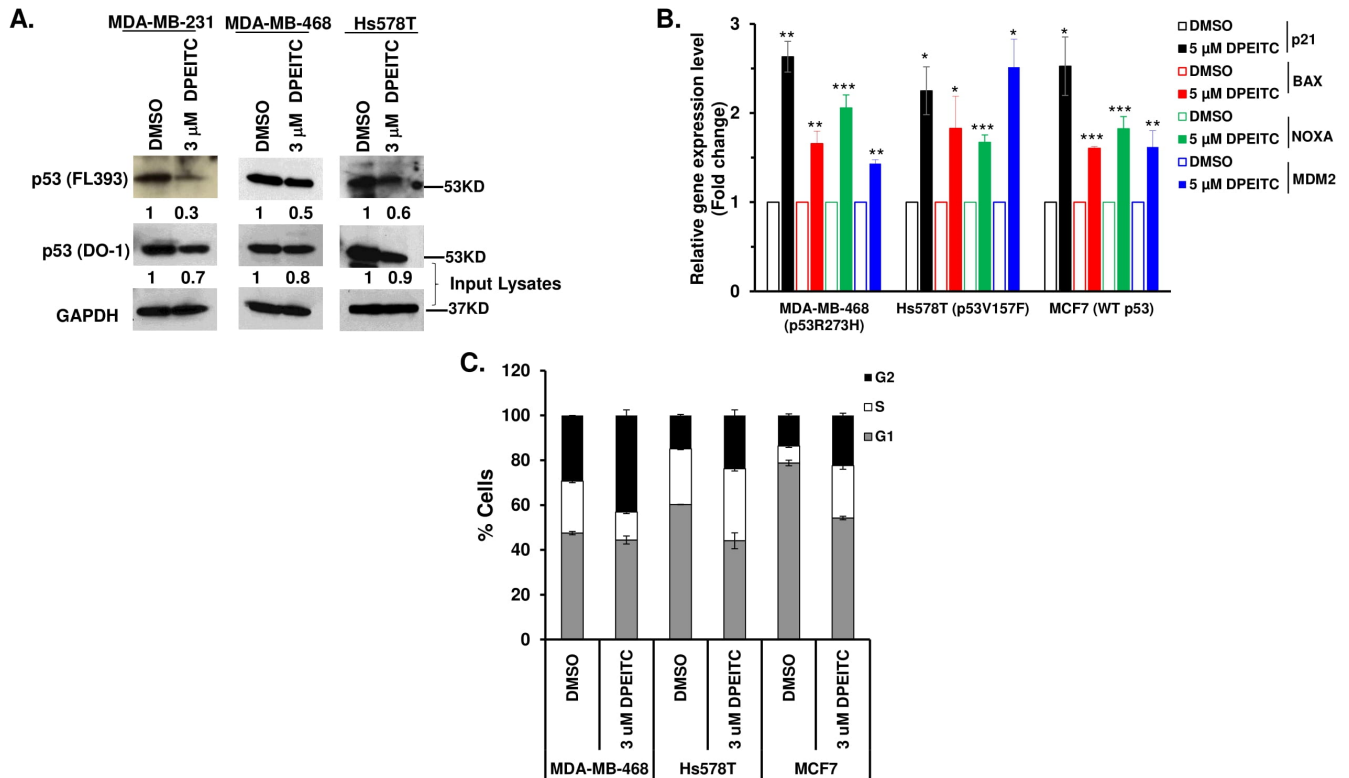 A.
MDA-MB-231 MDA-MB-468 Hs578T
DMSO
3 µM DPEITC
DMSO
3 µM DPEITC
DMSO
3 µM DPEITC
p53 (FL393)
53KD
1 0.3 1 0.5 1 0.6
p53 (DO-1)
53KD
1 0.7 1 0.8 1 0.9
Input Lysates
GAPDH
37KD
B.
Relative gene expression level
(Fold change)
3
2
1
0
** ** *** **
* * *** *
* *** *** **
MDA-MB-468
(p53R273H)
Hs578T (p53V157F)
MCF7 (WT p53)
DMSO
5 µM DPEITC
p21
DMSO
5 µM DPEITC
BAX
DMSO
5 µM DPEITC
NOXA
DMSO
5 µM DPEITC
MDM2
C.
% Cells
120
100
80
60
40
20
0
G2
S
G1
DMSO
3 uM DPEITC
DMSO
3 uM DPEITC
DMSO
3 uM DPEITC
MDA-MB-468
Hs578T
MCF7